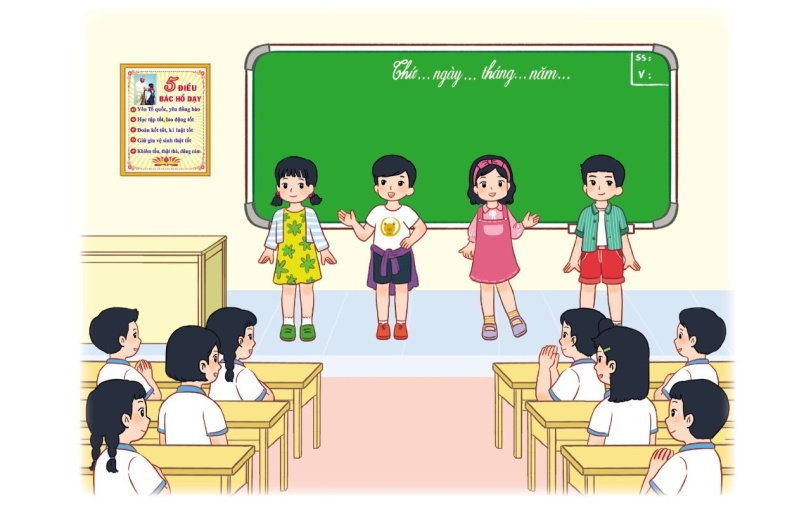 Thứ... ngày... tháng... năm...
SS:
V:
5 ĐIỀU
BÁC HỒ DẠY
Yêu Tổ quốc, yêu đồng bào
Học tập tốt, lao động tốt
Đoàn kết tốt, kỉ luật tốt
Giữ gìn vệ sinh thật tốt
Khiêm tốn, thật thà, dũng cảm